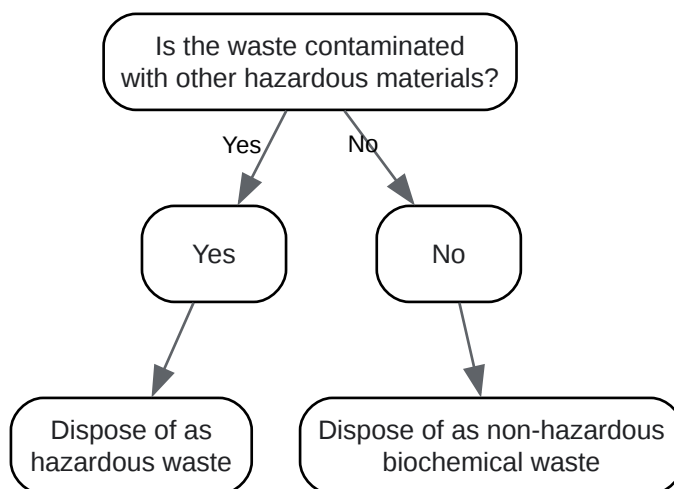 Is the waste contaminated
with other hazardous materials?
Yes
No
Yes
No
Dispose of as
hazardous waste
Dispose of as non-hazardous
biochemical waste